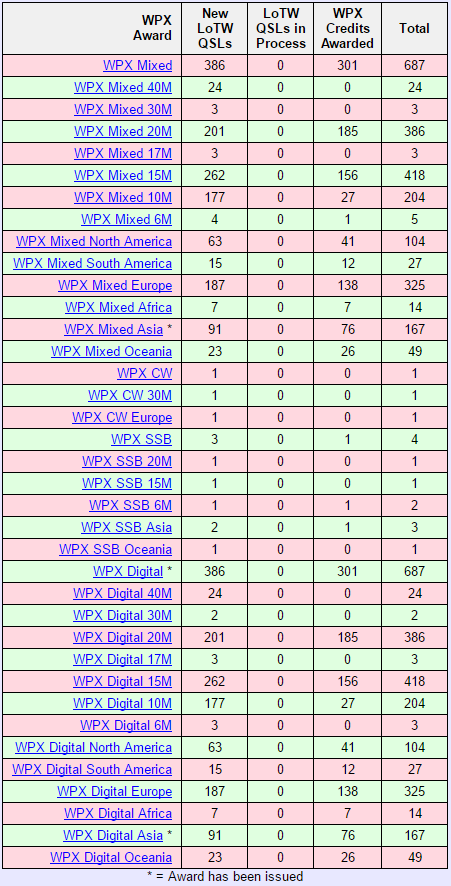 WPX Award New LoTW QSLs LoTW QSLs in Process WPX Credits Awarded Total
WPX Mixed 386 0 301 687
WPX Mixed 40M 24 0 0 24
WPX Mixed 30M 3 0 0 3
WPX Mixed 20M 201 0 185 386
WPX Mixed 17M 3 0 0 3
WPX Mixed 15M 262 0 156 418
WPX Mixed 10M 177 0 27 204
WPX Mixed 6M 4 0 1 5
WPX Mixed North America 63 0 41 104
WPX Mixed South America 15 0 12 27
WPX Mixed Europe 187 0 138 325
WPX Mixed Africa 7 0 7 14
WPX Mixed Asia * 91 0 76 167
WPX Mixed Oceania 23 0 26 49
WPX CW 1 0 0 1
WPX CW 30M 1 0 0 1
WPX CW Europe 1 0 0 1
WPX SSB 3 0 1 4
WPX SSB 20M 1 0 0 1
WPX SSB 15M 1 0 0 1
WPX SSB 6M 1 0 1 2
WPX SSB Asia 2 0 1 3
WPX SSB Oceania 1 0 0 1
WPX Digital * 386 0 301 687
WPX Digital 40M 24 0 0 24
WPX Digital 30M 2 0 0 2
WPX Digital 20M 201 0 185 386
WPX Digital 17M 3 0 0 3
WPX Digital 15M 262 0 156 418
WPX Digital 10M 177 0 27 204
WPX Digital 6M 3 0 0 3
WPX Digital North America 63 0 41 104
WPX Digital South America 15 0 12 27
WPX Digital Europe 187 0 138 325
WPX Digital Africa 7 0 7 14
WPX Digital Asia * 91 0 76 167
WPX Digital Oceania 23 0 26 49
* = Award has been issued